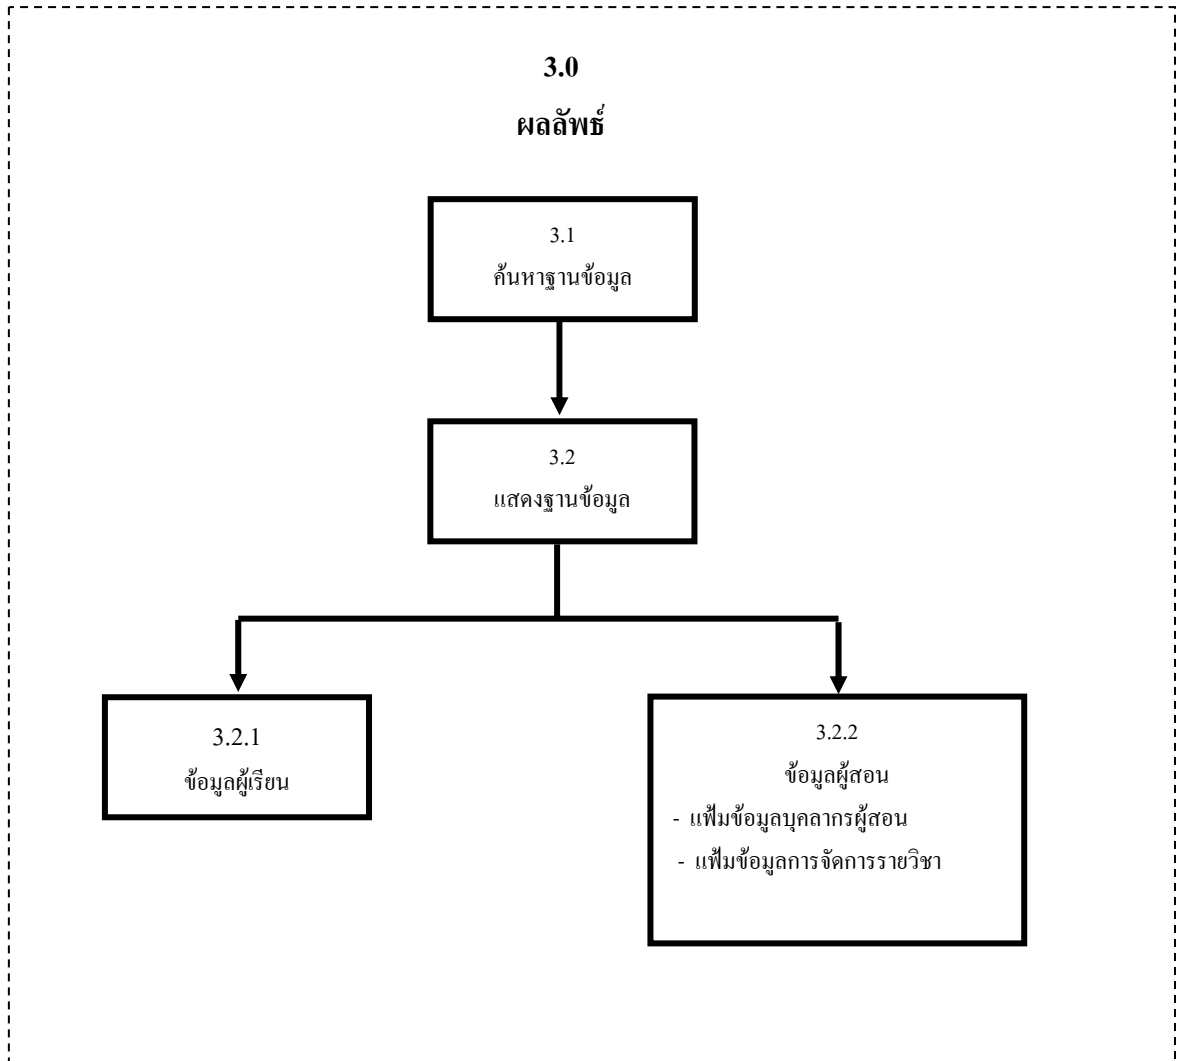 3.0
ผลลัพธ์
3.1
ค้นหาฐานข้อมูล
3.2
แสดงฐานข้อมูล
3.2.1
ข้อมูลผู้เรียน
3.2.2
ข้อมูลผู้สอน
- แฟ้มข้อมูลบุคลากรผู้สอน
- แฟ้มข้อมูลการจัดการรายวิชา